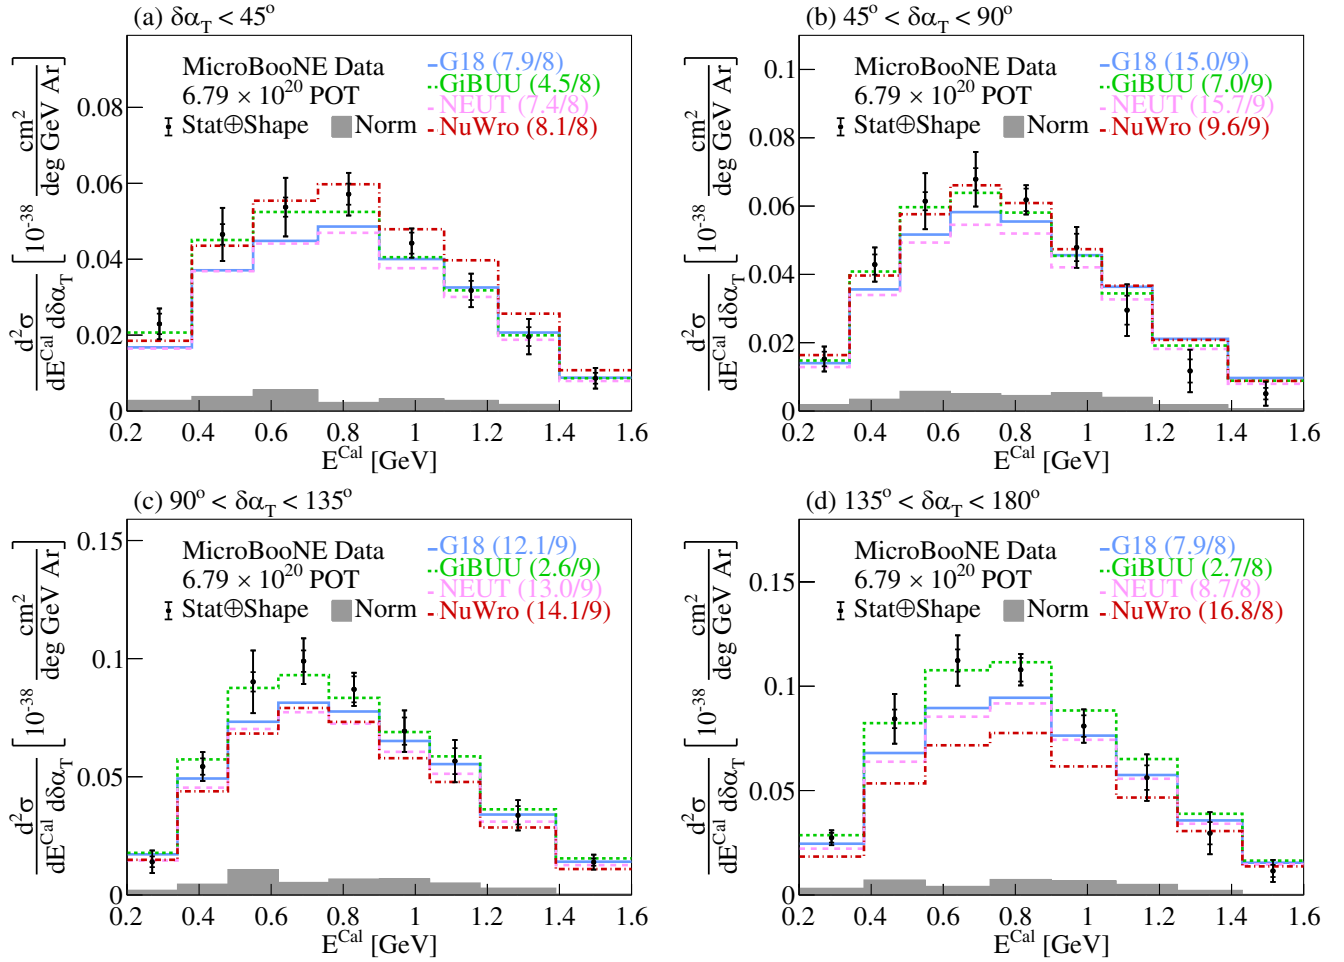 (a) δα_T < 45°
d²σ / dE^Cal dδα_T [10^-38 cm² / deg GeV Ar]
MicroBooNE Data
6.79 × 10^20 POT
Stat⊕Shape Norm
G18 (7.9/8)
GiBUU (4.5/8)
NEUT (7.4/8)
NuWro (8.1/8)
0.08
0.06
0.04
0.02
0
0.2 0.4 0.6 0.8 1 1.2 1.4 1.6
E^Cal [GeV]
(b) 45° < δα_T < 90°
d²σ / dE^Cal dδα_T [10^-38 cm² / deg GeV Ar]
MicroBooNE Data
6.79 × 10^20 POT
Stat⊕Shape Norm
G18 (15.0/9)
GiBUU (7.0/9)
NEUT (15.7/9)
NuWro (9.6/9)
0.1
0.08
0.06
0.04
0.02
0
0.2 0.4 0.6 0.8 1 1.2 1.4 1.6
E^Cal [GeV]
(c) 90° < δα_T < 135°
d²σ / dE^Cal dδα_T [10^-38 cm² / deg GeV Ar]
MicroBooNE Data
6.79 × 10^20 POT
Stat⊕Shape Norm
G18 (12.1/9)
GiBUU (2.6/9)
NEUT (13.0/9)
NuWro (14.1/9)
0.15
0.1
0.05
0
0.2 0.4 0.6 0.8 1 1.2 1.4 1.6
E^Cal [GeV]
(d) 135° < δα_T < 180°
d²σ / dE^Cal dδα_T [10^-38 cm² / deg GeV Ar]
MicroBooNE Data
6.79 × 10^20 POT
Stat⊕Shape Norm
G18 (7.9/8)
GiBUU (2.7/8)
NEUT (8.7/8)
NuWro (16.8/8)
0.15
0.1
0.05
0
0.2 0.4 0.6 0.8 1 1.2 1.4 1.6
E^Cal [GeV]